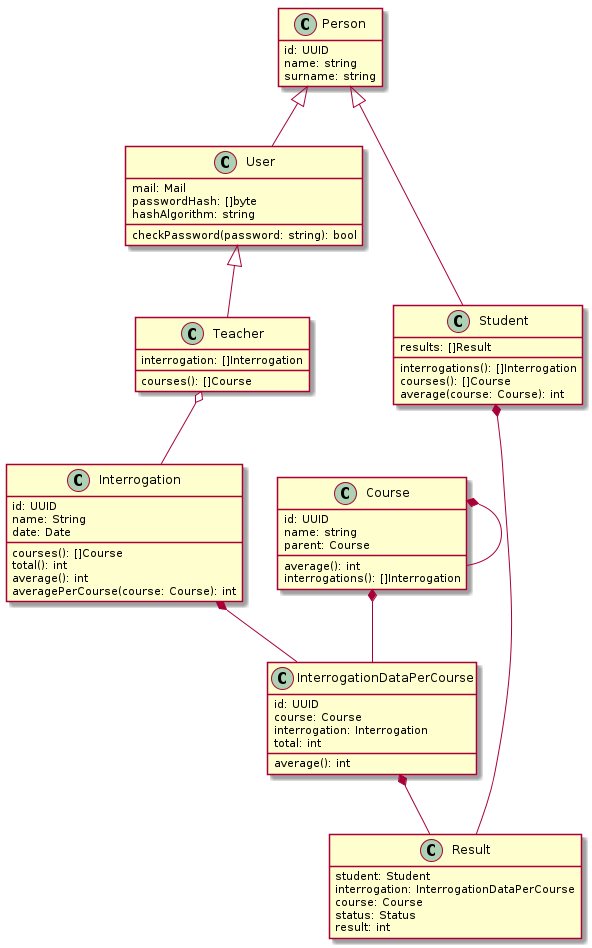 C Person
id: UUID
name: string
surname: string
C User
mail: Mail
passwordHash: []byte
hashAlgorithm: string
checkPassword(password: string): bool
C Teacher
interrogation: []Interrogation
courses(): []Course
C Student
results: []Result
interrogations(): []Interrogation
courses(): []Course
average(course: Course): int
C Interrogation
id: UUID
name: String
date: Date
courses(): []Course
total(): int
average(): int
averagePerCourse(course: Course): int
C Course
id: UUID
name: string
parent: Course
average(): int
interrogations(): []Interrogation
C InterrogationDataPerCourse
id: UUID
course: Course
interrogation: Interrogation
total: int
average(): int
C Result
student: Student
interrogation: InterrogationDataPerCourse
course: Course
status: Status
result: int